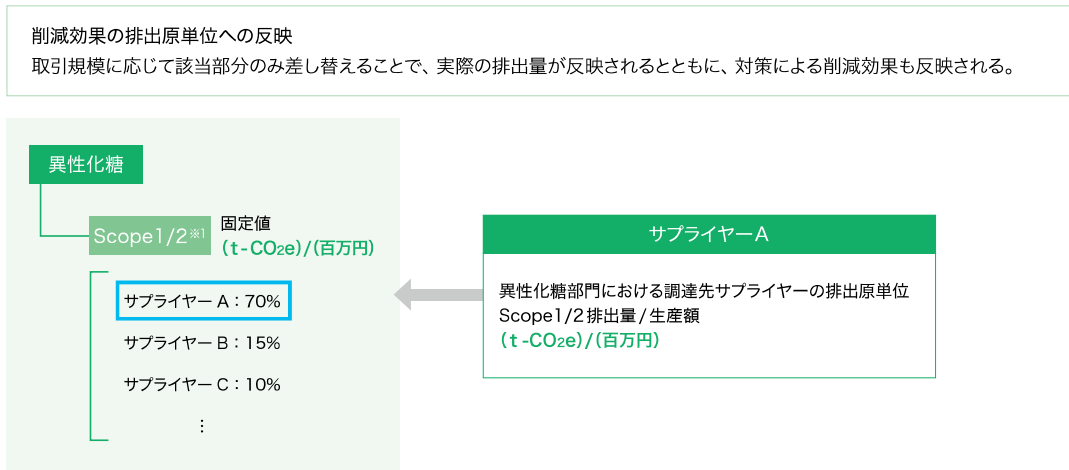 削減効果の排出原単位への反映
取引規模に応じて該当部分のみ差し替えることで、実際の排出量が反映されるとともに、対策による削減効果も反映される。
異性化糖
Scope1/2※1
固定値
(t-CO2e)/(百万円)
サプライヤー A：70%
サプライヤー B：15%
サプライヤー C：10%
⋮
サプライヤーA
異性化糖部門における調達先サプライヤーの排出原単位
Scope1/2排出量/生産額
(t-CO2e)/(百万円)